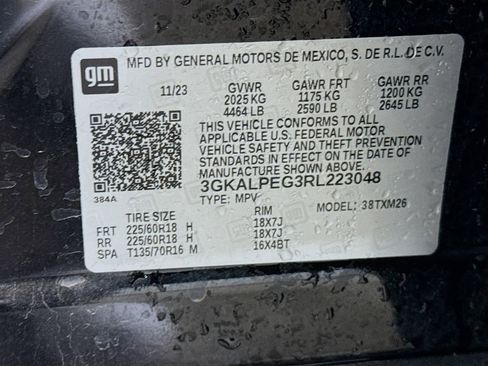 gm
MFD BY GENERAL MOTORS DE MEXICO, S. DE R.L. DE C.V.
11/23 GVWR GAWR FRT GAWR RR
2025 KG 1175 KG 1200 KG
4464 LB 2590 LB 2645 LB
THIS VEHICLE CONFORMS TO ALL
APPLICABLE U.S. FEDERAL MOTOR
VEHICLE SAFETY AND THEFT PREVENTION
STANDARDS IN EFFECT ON THE DATE OF
MANUFACTURE SHOWN ABOVE.
3GKALPEG3RL223048
384A TYPE: MPV MODEL: 38TXM26
TIRE SIZE RIM
FRT 225/60R18 H 18X7J
RR 225/60R18 H 18X7J
SPA T135/70R16 M 16X4BT